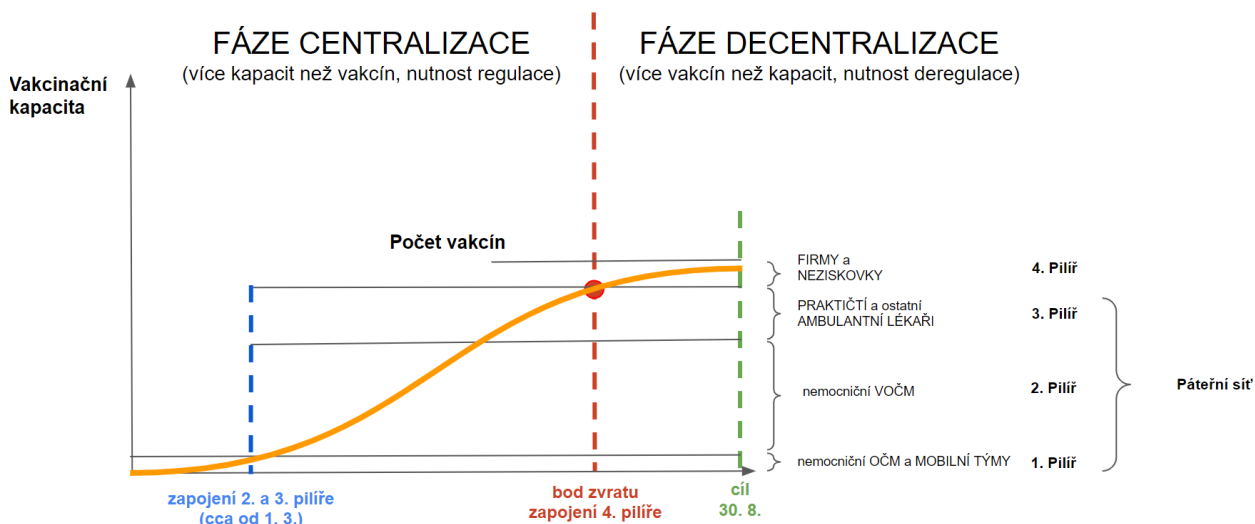 FÁZE CENTRALIZACE
(více kapacit než vakcín, nutnost regulace)
FÁZE DECENTRALIZACE
(více vakcín než kapacit, nutnost deregulace)
Vakcinační
kapacita
Počet vakcín
FIRMY a
NEZISKOVKY
4. Pilíř
PRAKTIČTÍ a ostatní
AMBULANTNÍ LÉKAŘI
3. Pilíř
nemocniční VOČM
2. Pilíř
Páteřní síť
nemocniční OČM a MOBILNÍ TÝMY
1. Pilíř
zapojení 2. a 3. pilíře
(cca od 1. 3.)
bod zvratu
zapojení 4. pilíře
cíl
30. 8.